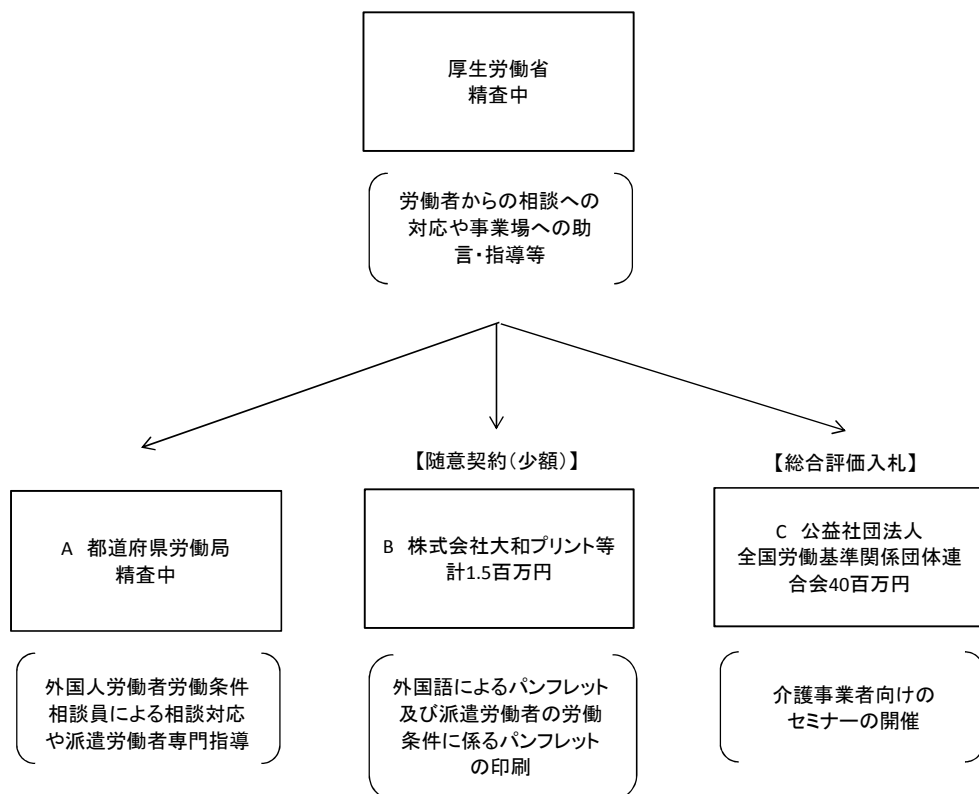 厚生労働省
精査中
労働者からの相談への
対応や事業場への助
言・指導等
【随意契約（少額）】
【総合評価入札】
A　都道府県労働局
精査中
B　株式会社大和プリント等
計1.5百万円
C　公益社団法人
全国労働基準関係団体連
合会40百万円
外国人労働者労働条件
相談員による相談対応
や派遣労働者専門指導
外国語によるパンフレット
及び派遣労働者の労働
条件に係るパンフレット
の印刷
介護事業者向けの
セミナーの開催